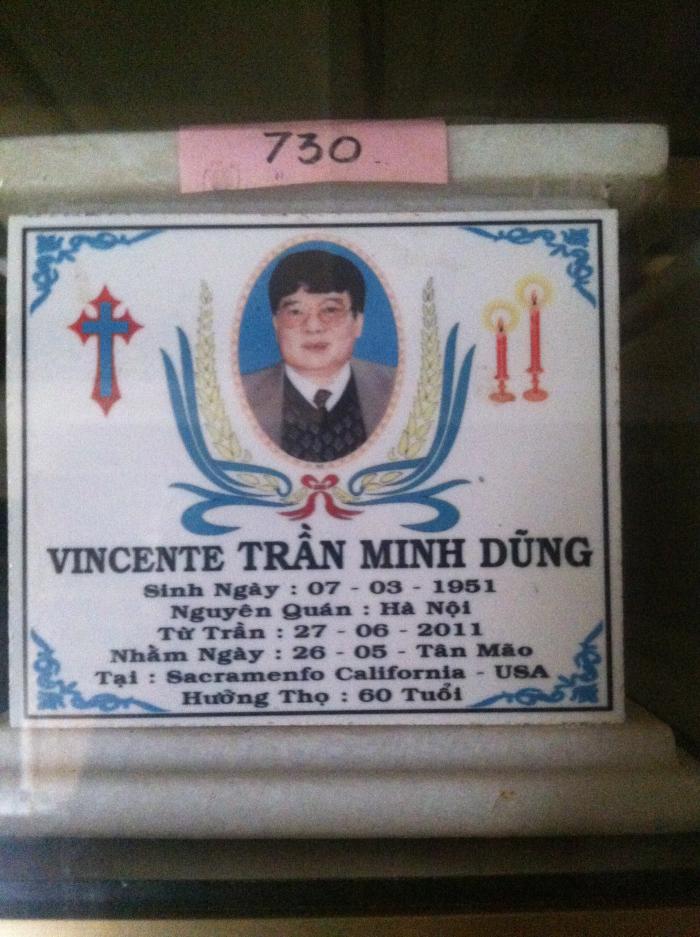 730
VINCENTE TRẦN MINH DŨNG
Sinh Ngày : 07 - 03 - 1951
Nguyên Quán : Hà Nội
Từ Trần : 27 - 06 - 2011
Nhằm Ngày : 26 - 05 - Tân Mão
Tại : Sacramenfo California - USA
Hưởng Thọ : 60 Tuổi